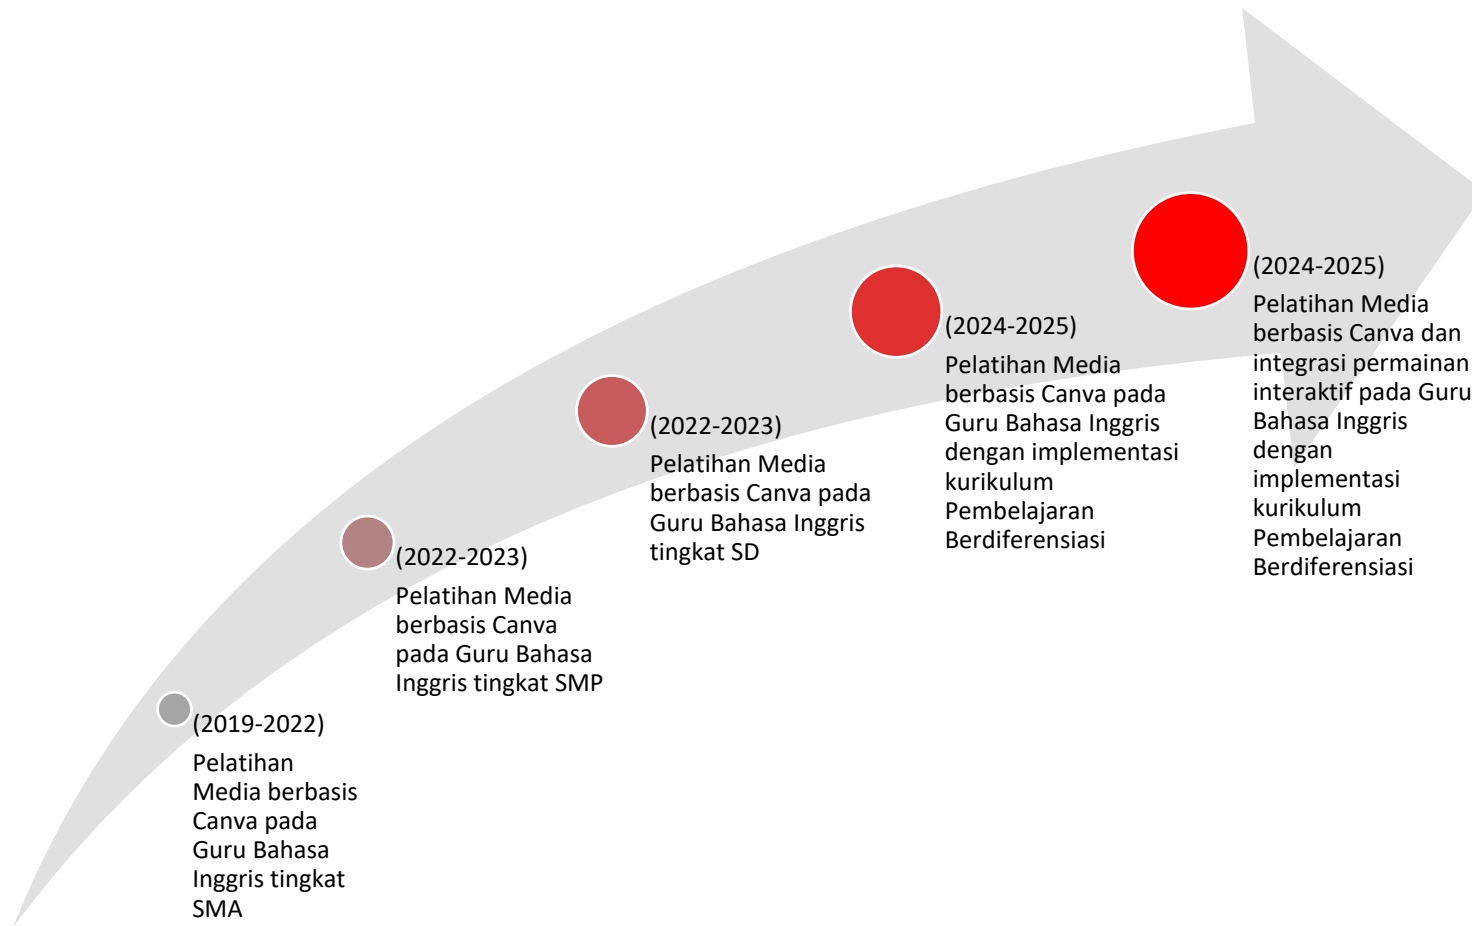 (2019-2022)
Pelatihan
Media berbasis
Canva pada
Guru Bahasa
Inggris tingkat
SMA
(2022-2023)
Pelatihan Media
berbasis Canva
pada Guru Bahasa
Inggris tingkat SMP
(2022-2023)
Pelatihan Media
berbasis Canva pada
Guru Bahasa Inggris
tingkat SD
(2024-2025)
Pelatihan Media
berbasis Canva pada
Guru Bahasa Inggris
dengan implementasi
kurikulum
Pembelajaran
Berdiferensiasi
(2024-2025)
Pelatihan Media
berbasis Canva dan
integrasi permainan
interaktif pada Guru
Bahasa Inggris
dengan
implementasi
kurikulum
Pembelajaran
Berdiferensiasi